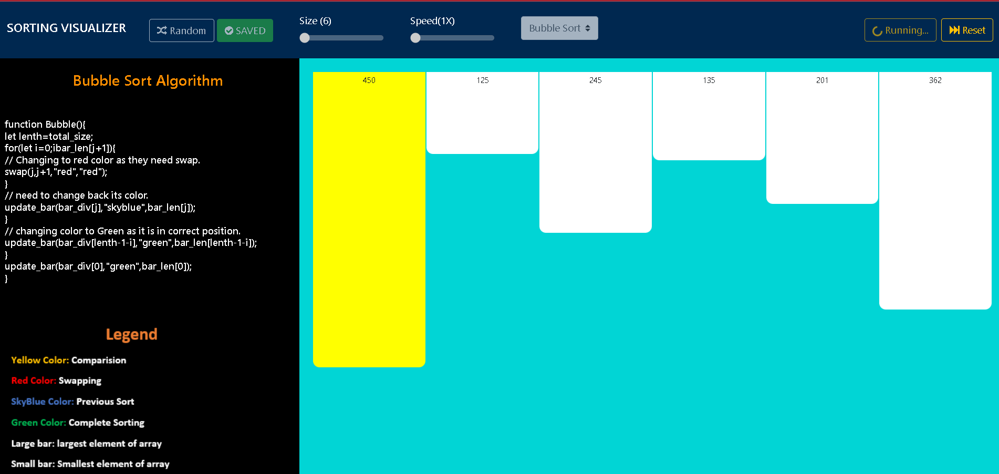 SORTING VISUALIZER
Random
SAVED
Size (6)
Speed(1X)
Bubble Sort
Running...
Reset
Bubble Sort Algorithm
function Bubble(){
let lenth=total_size;
for(let i=0;ibar_len[j+1]){
// Changing to red color as they need swap.
swap(j,j+1,"red","red");
}
// need to change back its color.
update_bar(bar_div[j],"skyblue",bar_len[j]);
}
// changing color to Green as it is in correct position.
update_bar(bar_div[lenth-1-i],"green",bar_len[lenth-1-i]);
}
update_bar(bar_div[0],"green",bar_len[0]);
}
Legend
Yellow Color: Comparision
Red Color: Swapping
SkyBlue Color: Previous Sort
Green Color: Complete Sorting
Large bar: largest element of array
Small bar: Smallest element of array
450
125
245
135
201
362